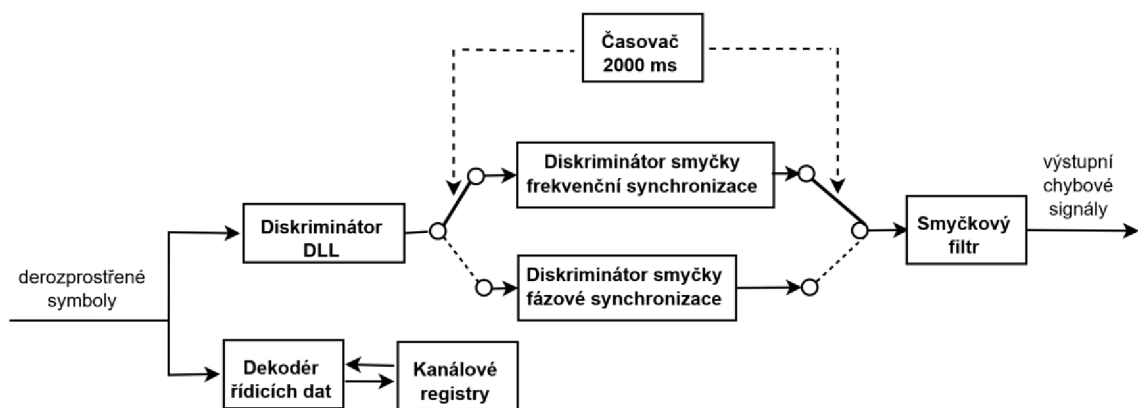 Časovač
2000 ms
Diskriminátor smyčky
frekvenční synchronizace
výstupní
chybové
signály
Diskriminátor
DLL
Smyčkový
filtr
derozprostřené
symboly
Diskriminátor smyčky
fázové synchronizace
Dekodér
řídicích dat
Kanálové
registry